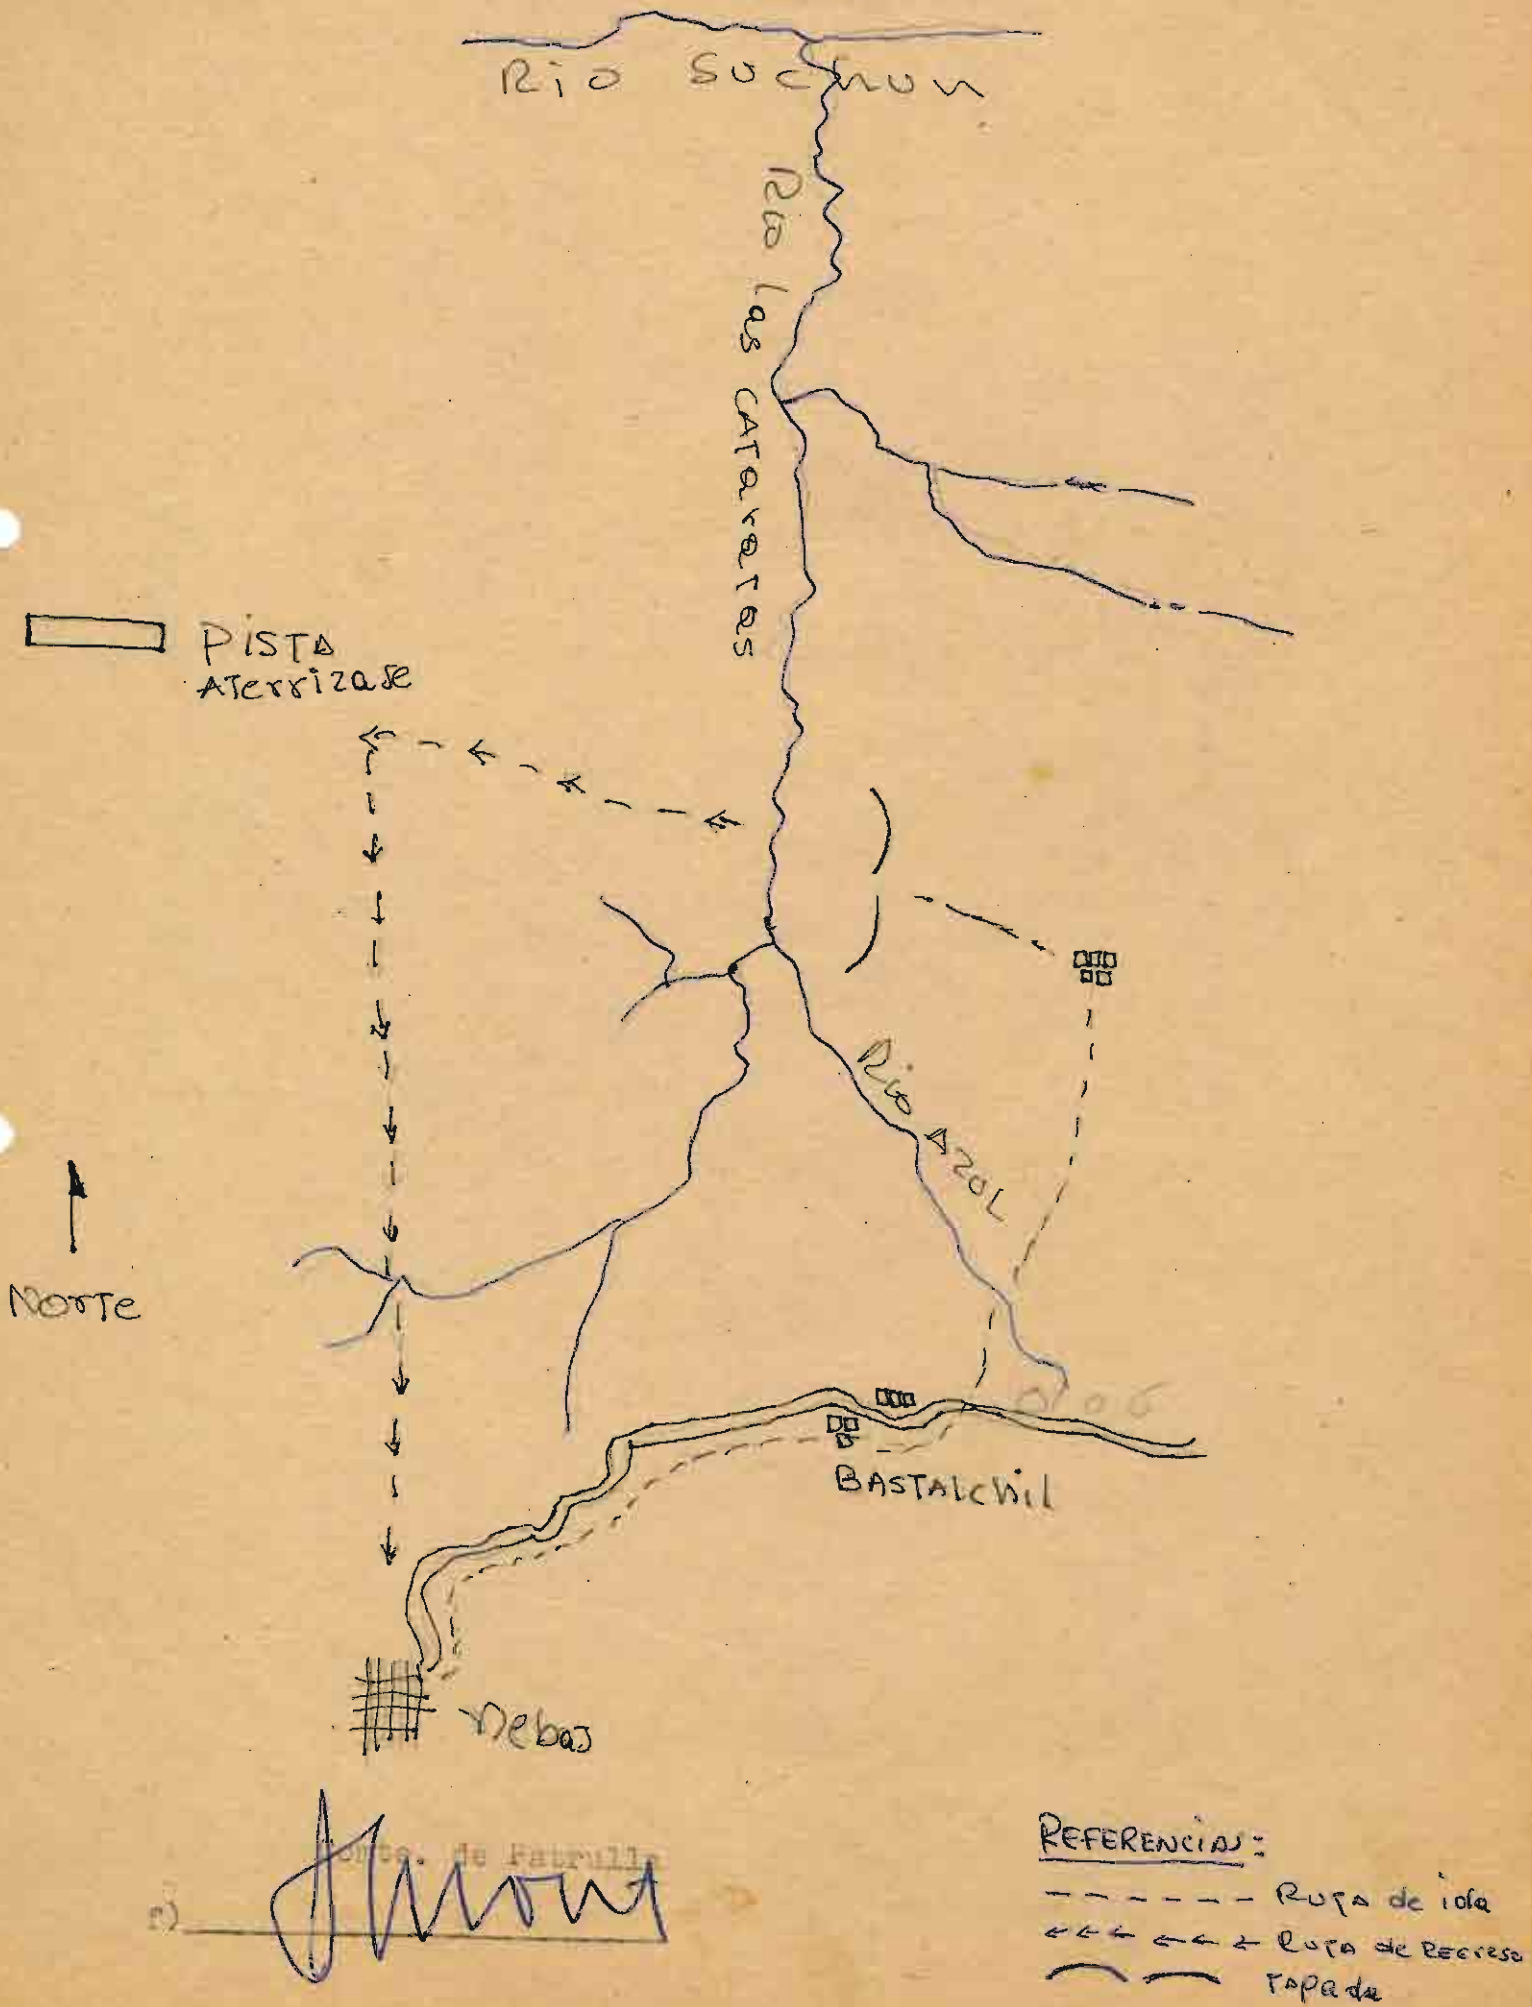 Rio Suchun
Rio las CATaraTas
PISTA
ATerrizaJe
Rio AzuL
NorTe
BASTAlchil
Nebaj
Comte. de Patrulla
f)
REFERENCIAS:
Ruta de ida
Ruta de Regreso
TAPada